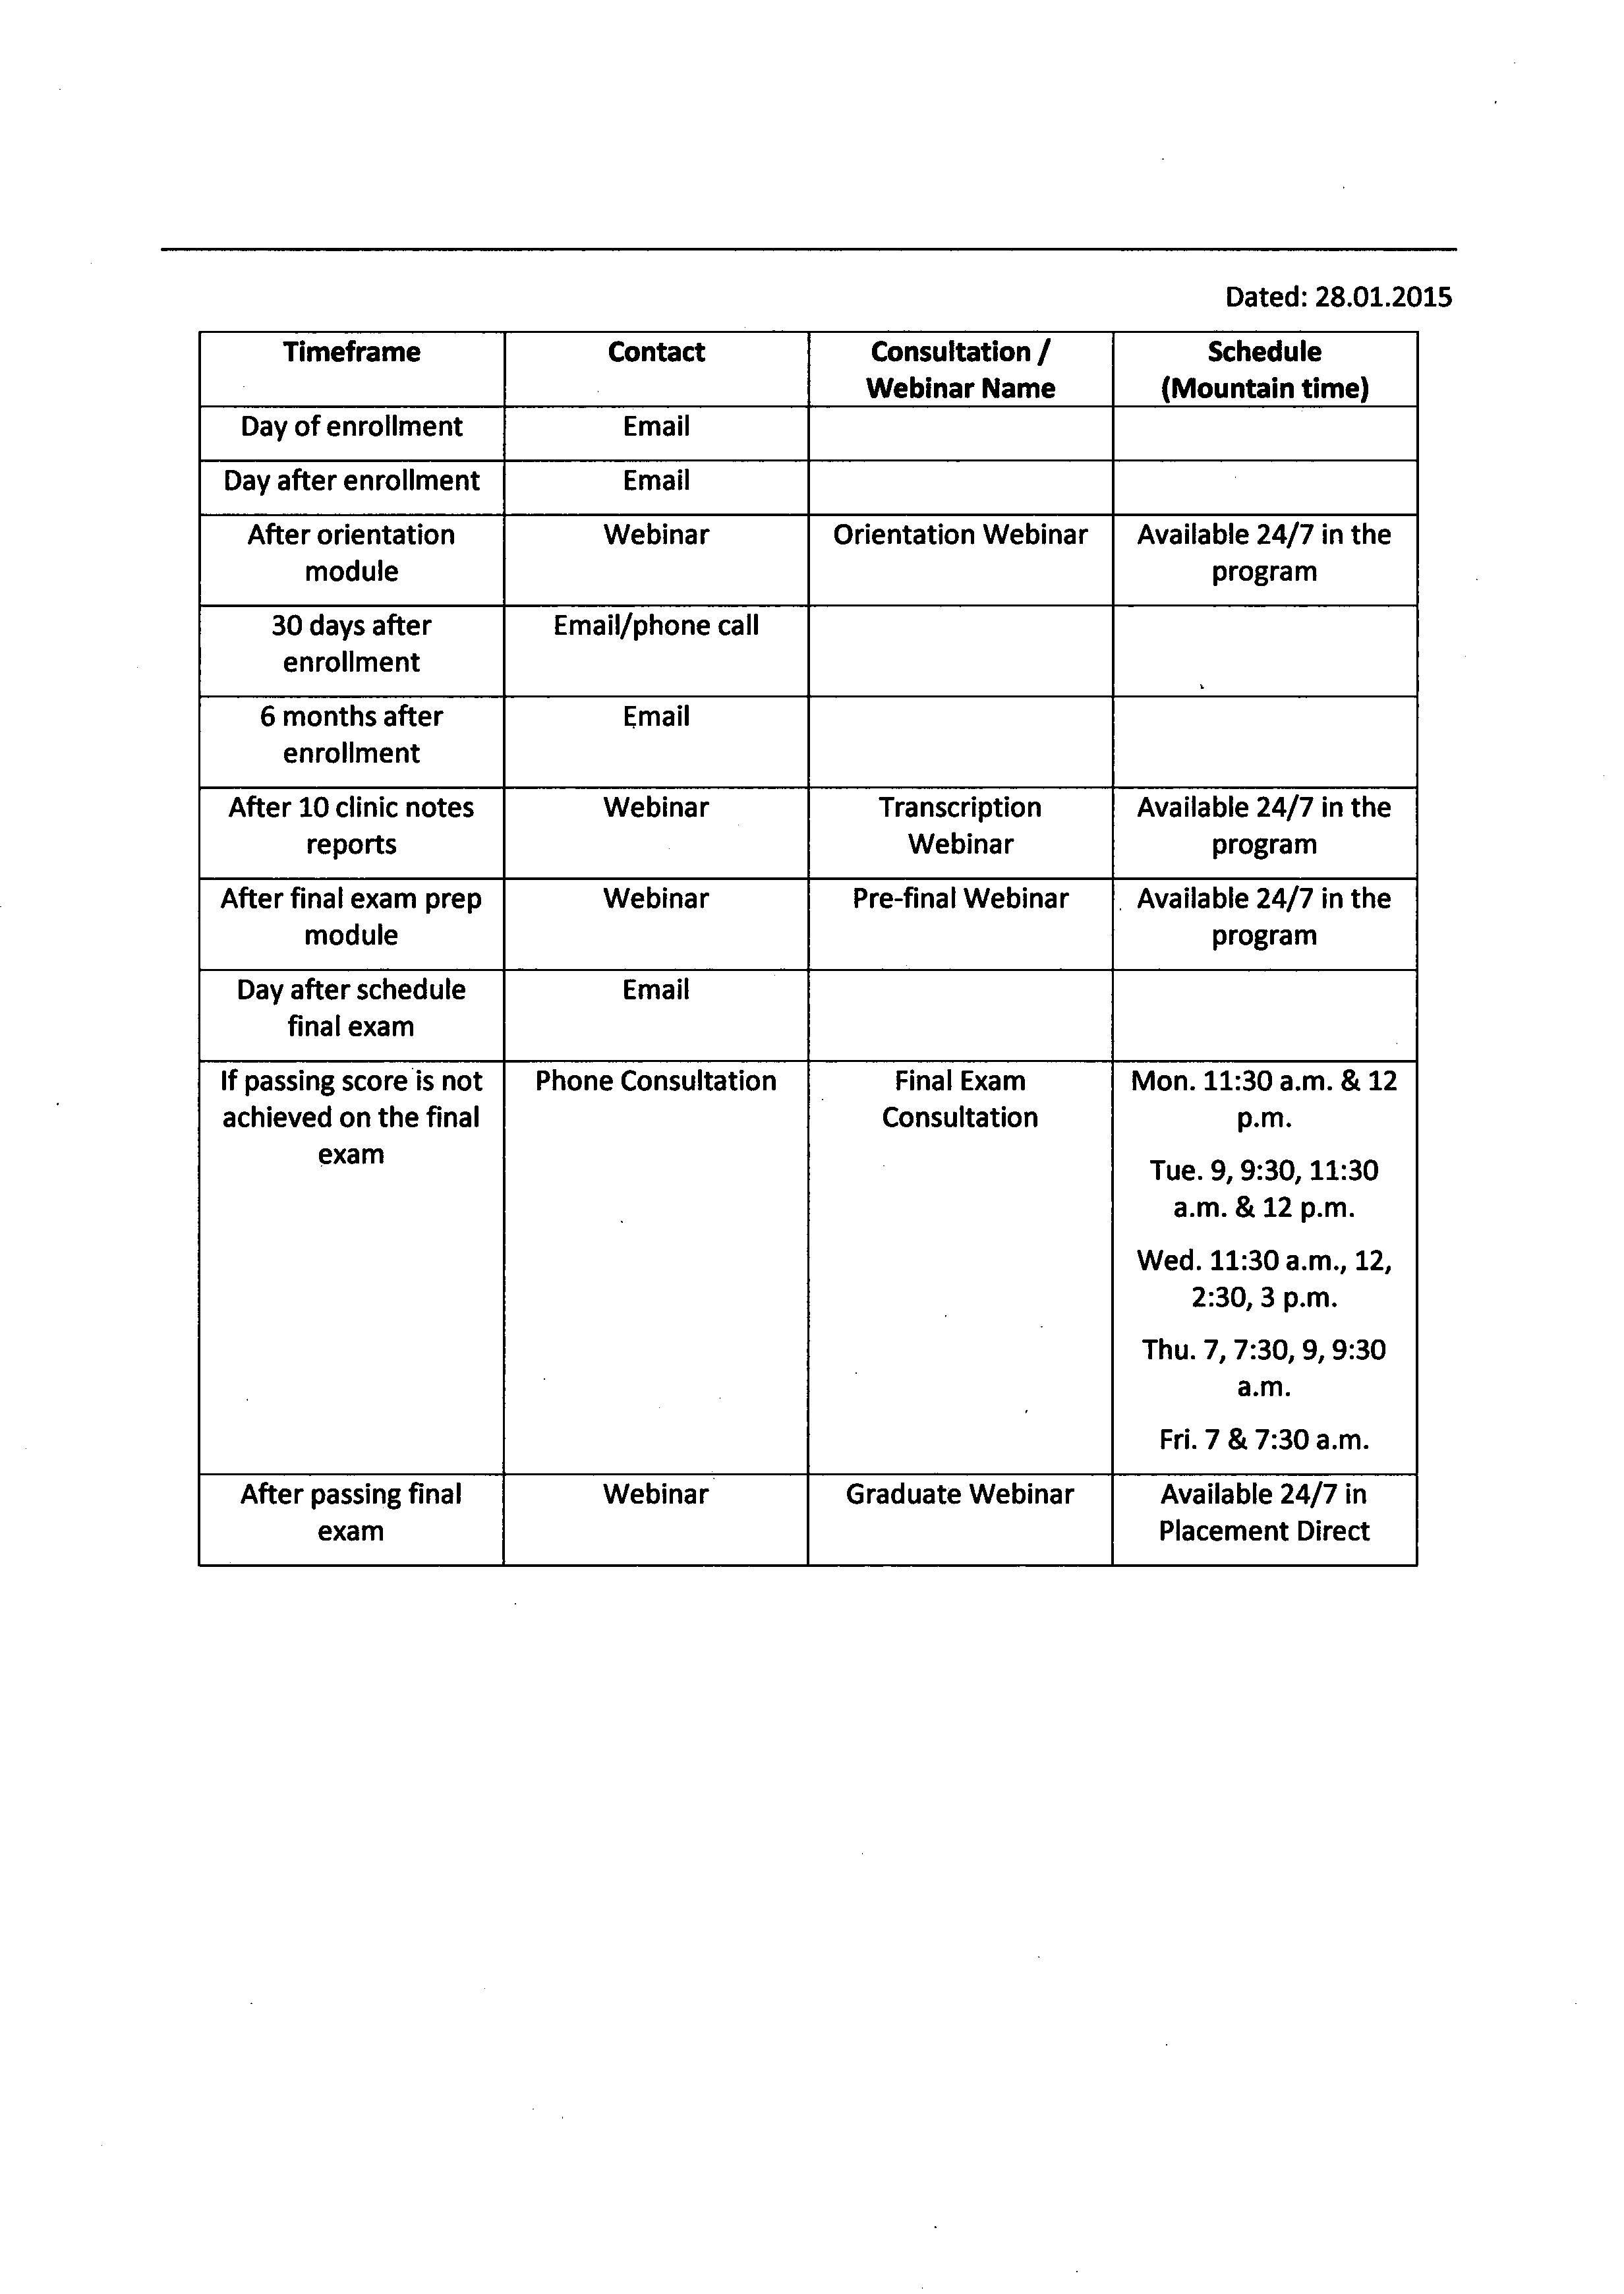 Dated: 28.01.2015
Timeframe
Contact
Consultation /
Webinar Name
Schedule
(Mountain time)
Day of enrollment
Email
Day after enrollment
Email
After orientation
module
Webinar
Orientation Webinar
Available 24/7 in the
program
30 days after
enrollment
Email/phone call
6 months after
enrollment
Email
After 10 clinic notes
reports
Webinar
Transcription
Webinar
Available 24/7 in the
program
After final exam prep
module
Webinar
Pre-final Webinar
Available 24/7 in the
program
Day after schedule
final exam
Email
If passing score is not
achieved on the final
exam
Phone Consultation
Final Exam
Consultation
Mon. 11:30 a.m. & 12
p.m.
Tue. 9, 9:30, 11:30
a.m. & 12 p.m.
Wed. 11:30 a.m., 12,
2:30, 3 p.m.
Thu. 7, 7:30, 9, 9:30
a.m.
Fri. 7 & 7:30 a.m.
After passing final
exam
Webinar
Graduate Webinar
Available 24/7 in
Placement Direct